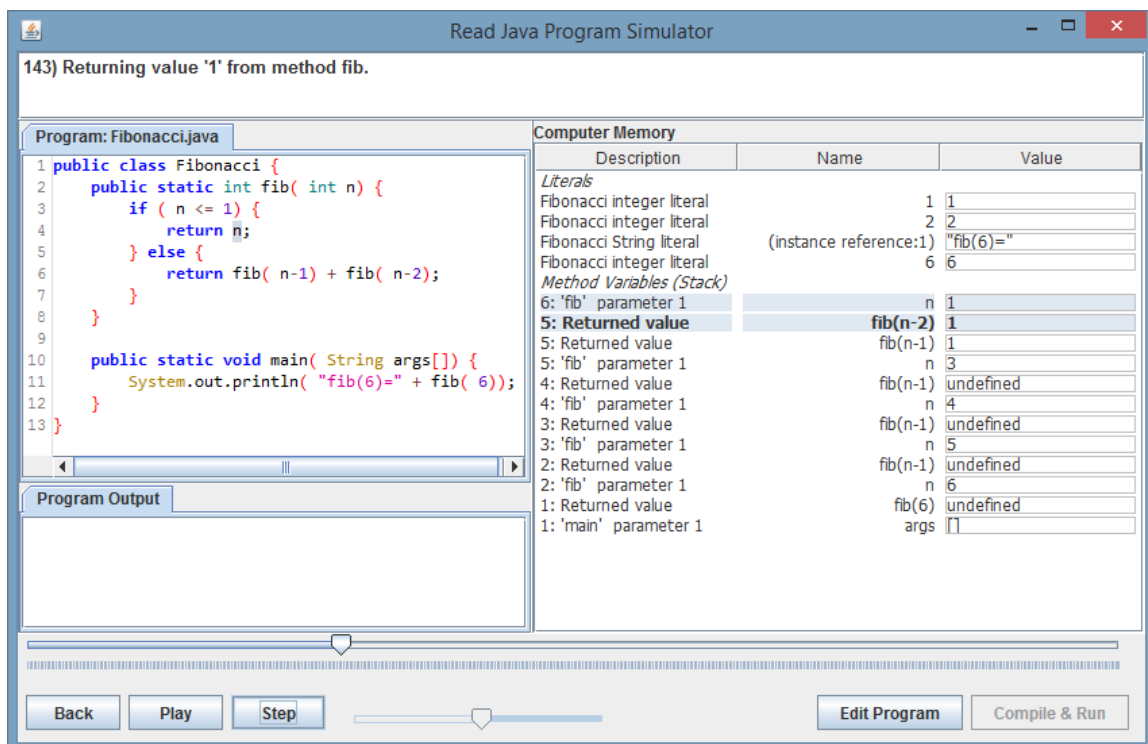 Read Java Program Simulator
143) Returning value '1' from method fib.
Program: Fibonacci.java
1 public class Fibonacci {
2 public static int fib( int n) {
3 if ( n <= 1) {
4 return n;
5 } else {
6 return fib( n-1) + fib( n-2);
7 }
8 }
9
10 public static void main( String args[]) {
11 System.out.println( "fib(6)=" + fib( 6));
12 }
13 }
Program Output
Computer Memory
Description Name Value
Literals
Fibonacci integer literal 1 1
Fibonacci integer literal 2 2
Fibonacci String literal (instance reference:1) "fib(6)="
Fibonacci integer literal 6 6
Method Variables (Stack)
6: 'fib' parameter 1 n 1
5: Returned value fib(n-2) 1
5: Returned value fib(n-1) 1
5: 'fib' parameter 1 n 3
4: Returned value fib(n-1) undefined
4: 'fib' parameter 1 n 4
3: Returned value fib(n-1) undefined
3: 'fib' parameter 1 n 5
2: Returned value fib(n-1) undefined
2: 'fib' parameter 1 n 6
1: Returned value fib(6) undefined
1: 'main' parameter 1 args []
Back Play Step Edit Program Compile & Run